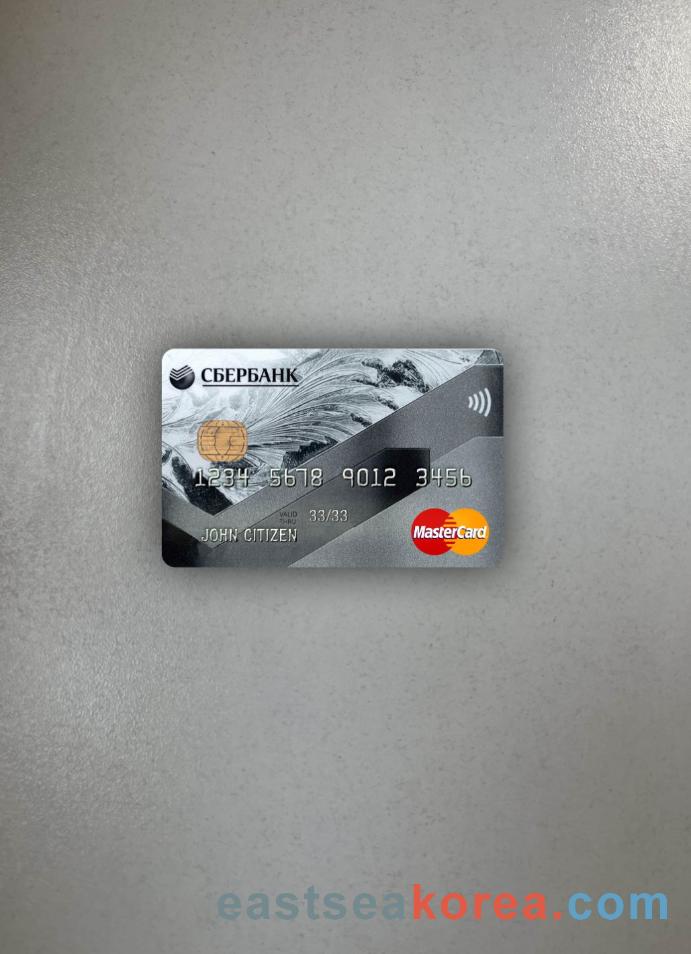 СБЕРБАНК
1234 5678 9012 3456
VALID
THRU
33/33
JOHN CITIZEN
MasterCard
eastseakorea.com